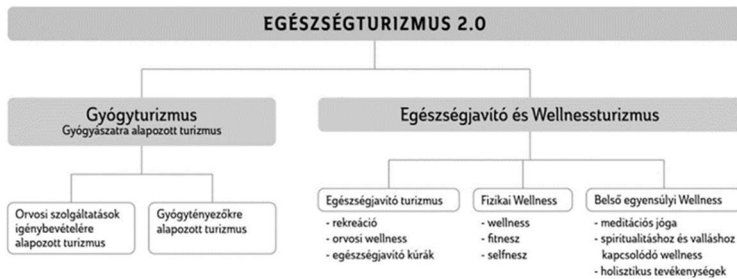 EGÉSZSÉGTURIZMUS 2.0
Gyógyturizmus
Gyógyászatra alapozott turizmus
Egészségjavító és Wellnessturizmus
Orvosi szolgáltatások
igénybevételére
alapozott turizmus
Gyógytényezőkre
alapozott turizmus
Egészségjavító turizmus
- rekreáció
- orvosi wellness
- egészségjavító kúrák
Fizikai Wellness
- wellness
- fitnesz
- selfnesz
Belső egyensúlyi Wellness
- meditációs jóga
- spiritualitáshoz és valláshoz
kapcsolódó wellness
- holisztikus tevékenységek